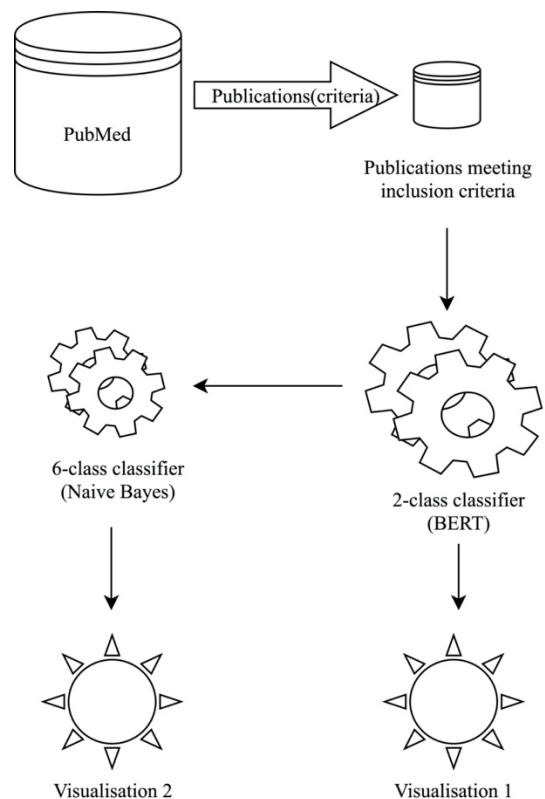 Publications(criteria)
PubMed
Publications meeting
inclusion criteria
6-class classifier
(Naive Bayes)
2-class classifier
(BERT)
Visualisation 2
Visualisation 1